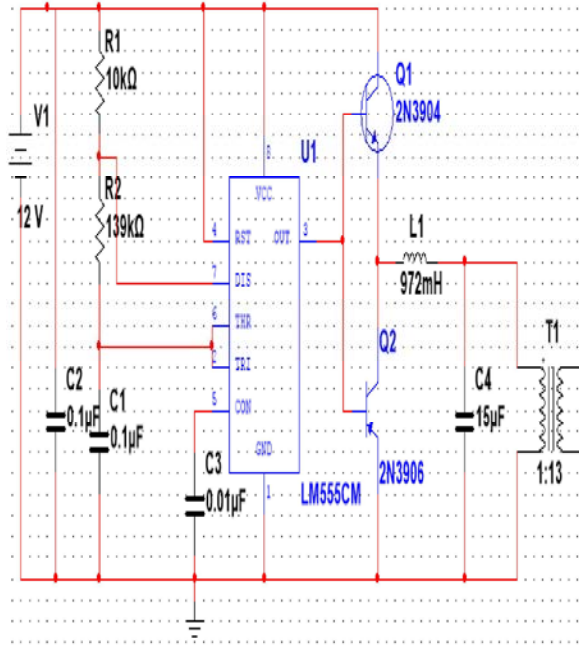 R1
10kΩ
V1
12 V
R2
139kΩ
C2
0.1µF
C1
0.1µF
C3
0.01µF
U1
8
VCC
4
RST
OUT
3
7
DIS
6
THR
2
TRI
5
CON
GND
1
LM555CM
Q1
2N3904
L1
972mH
Q2
2N3906
C4
15µF
T1
1:13